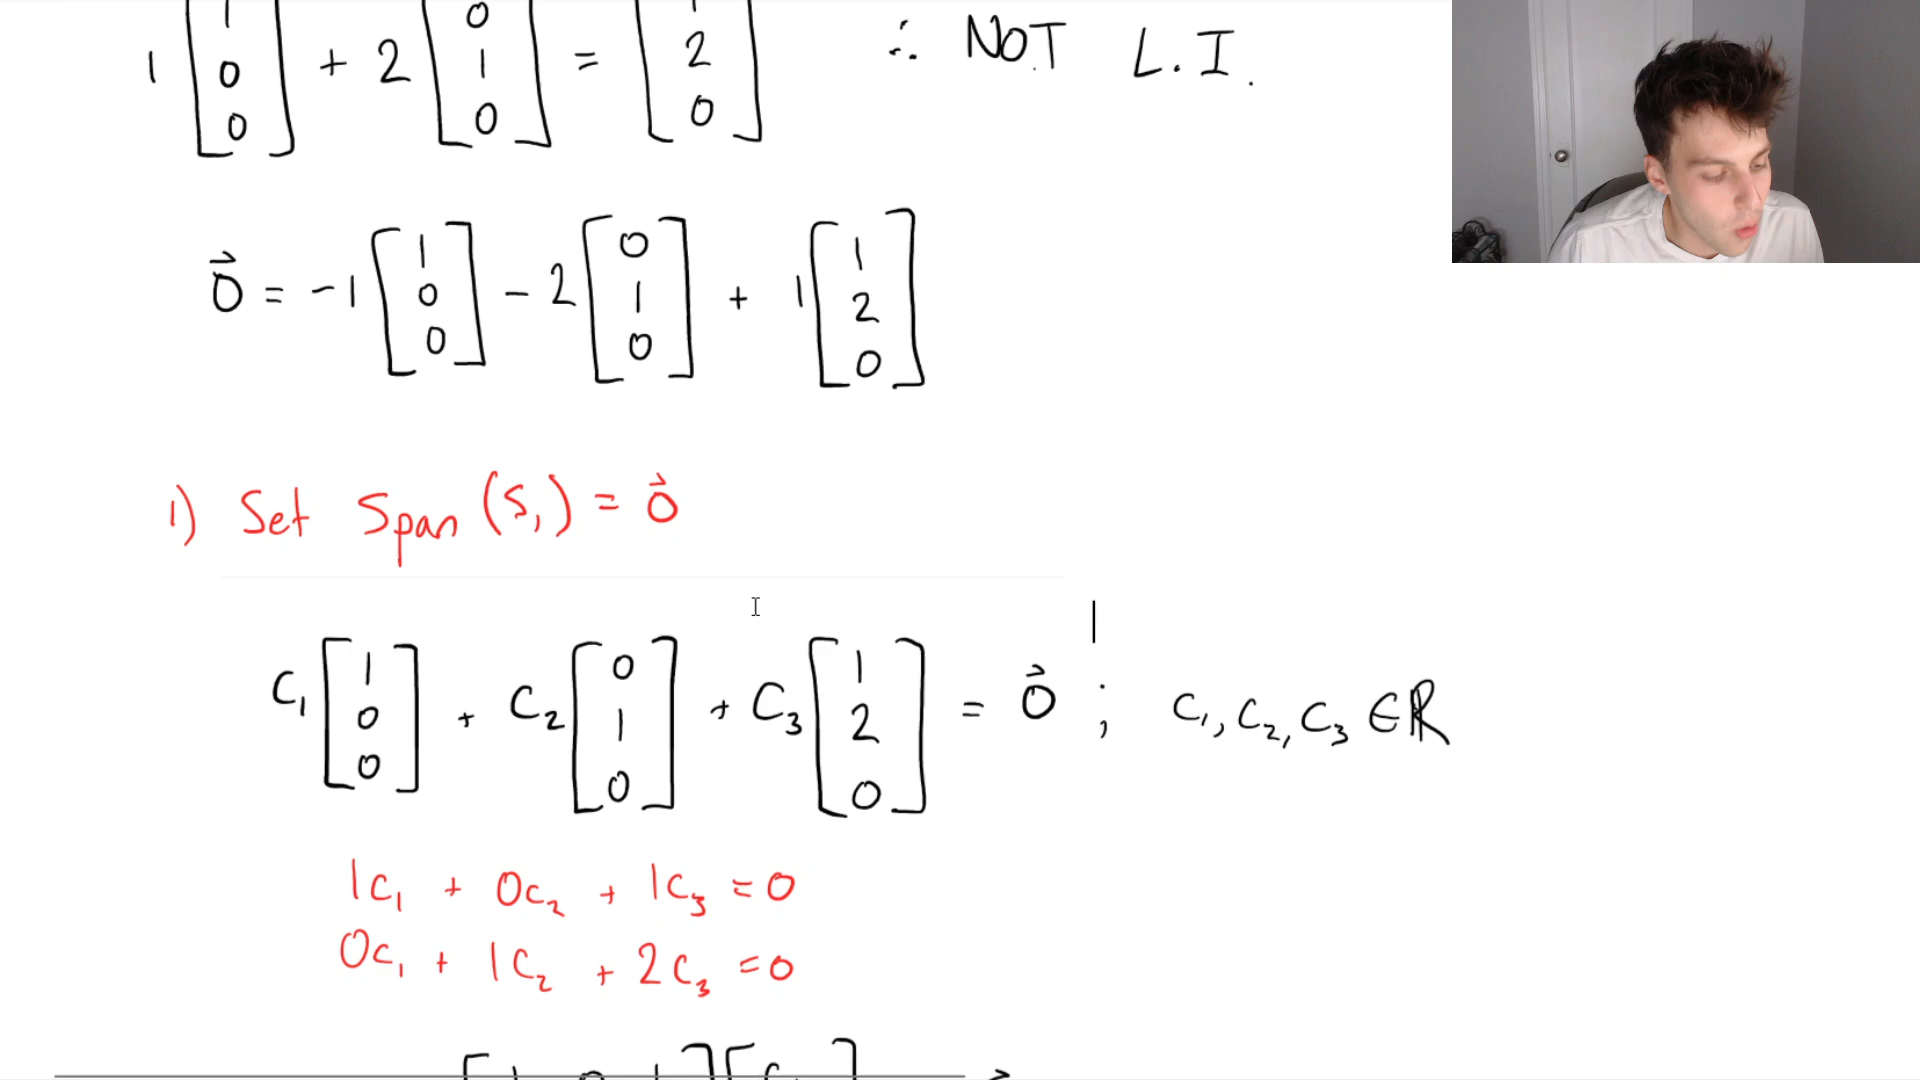 1 [1 0 0] + 2 [0 1 0] = [1 2 0] ∴ NOT L.I.
0⃗ = -1 [1 0 0] - 2 [0 1 0] + 1 [1 2 0]
1) Set Span (S₁) = 0⃗
C₁ [1 0 0] + C₂ [0 1 0] + C₃ [1 2 0] = 0⃗ ; C₁, C₂, C₃ ∈ ℝ
1C₁ + 0C₂ + 1C₃ = 0
0C₁ + 1C₂ + 2C₃ = 0